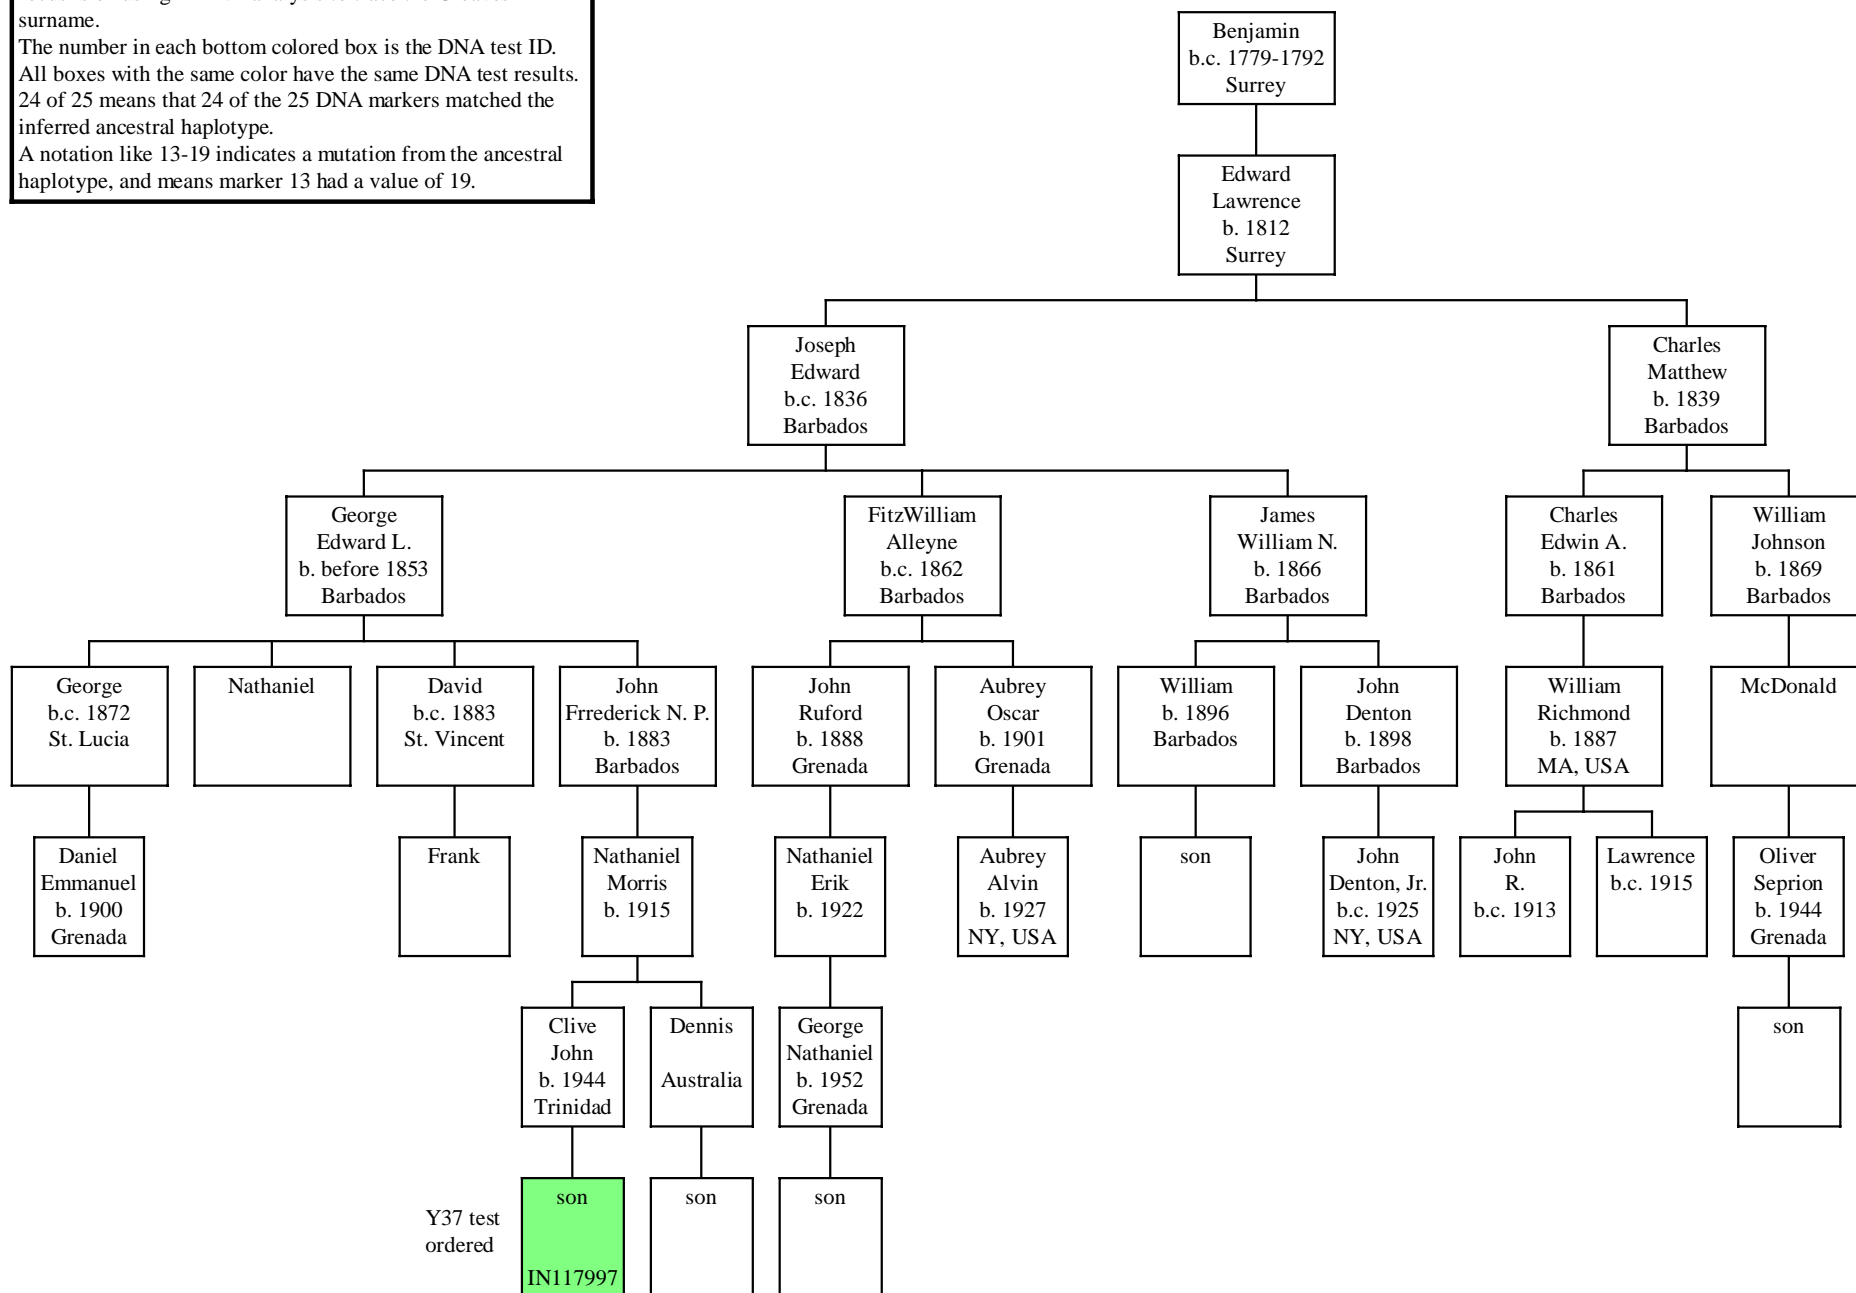 surname.
The number in each bottom colored box is the DNA test ID.
All boxes with the same color have the same DNA test results.
24 of 25 means that 24 of the 25 DNA markers matched the
inferred ancestral haplotype.
A notation like 13-19 indicates a mutation from the ancestral
haplotype, and means marker 13 had a value of 19.
Benjamin
b.c. 1779-1792
Surrey
Edward
Lawrence
b. 1812
Surrey
Joseph
Edward
b.c. 1836
Barbados
Charles
Matthew
b. 1839
Barbados
George
Edward L.
b. before 1853
Barbados
FitzWilliam
Alleyne
b.c. 1862
Barbados
James
William N.
b. 1866
Barbados
Charles
Edwin A.
b. 1861
Barbados
William
Johnson
b. 1869
Barbados
George
b.c. 1872
St. Lucia
Nathaniel
David
b.c. 1883
St. Vincent
John
Frrederick N. P.
b. 1883
Barbados
John
Ruford
b. 1888
Grenada
Aubrey
Oscar
b. 1901
Grenada
William
b. 1896
Barbados
John
Denton
b. 1898
Barbados
William
Richmond
b. 1887
MA, USA
McDonald
Daniel
Emmanuel
b. 1900
Grenada
Frank
Nathaniel
Morris
b. 1915
Nathaniel
Erik
b. 1922
Aubrey
Alvin
b. 1927
NY, USA
son
John
Denton, Jr.
b.c. 1925
NY, USA
John
R.
b.c. 1913
Lawrence
b.c. 1915
Oliver
Seprion
b. 1944
Grenada
Clive
John
b. 1944
Trinidad
Dennis
Australia
George
Nathaniel
b. 1952
Grenada
son
Y37 test
ordered
son
IN117997
son
son